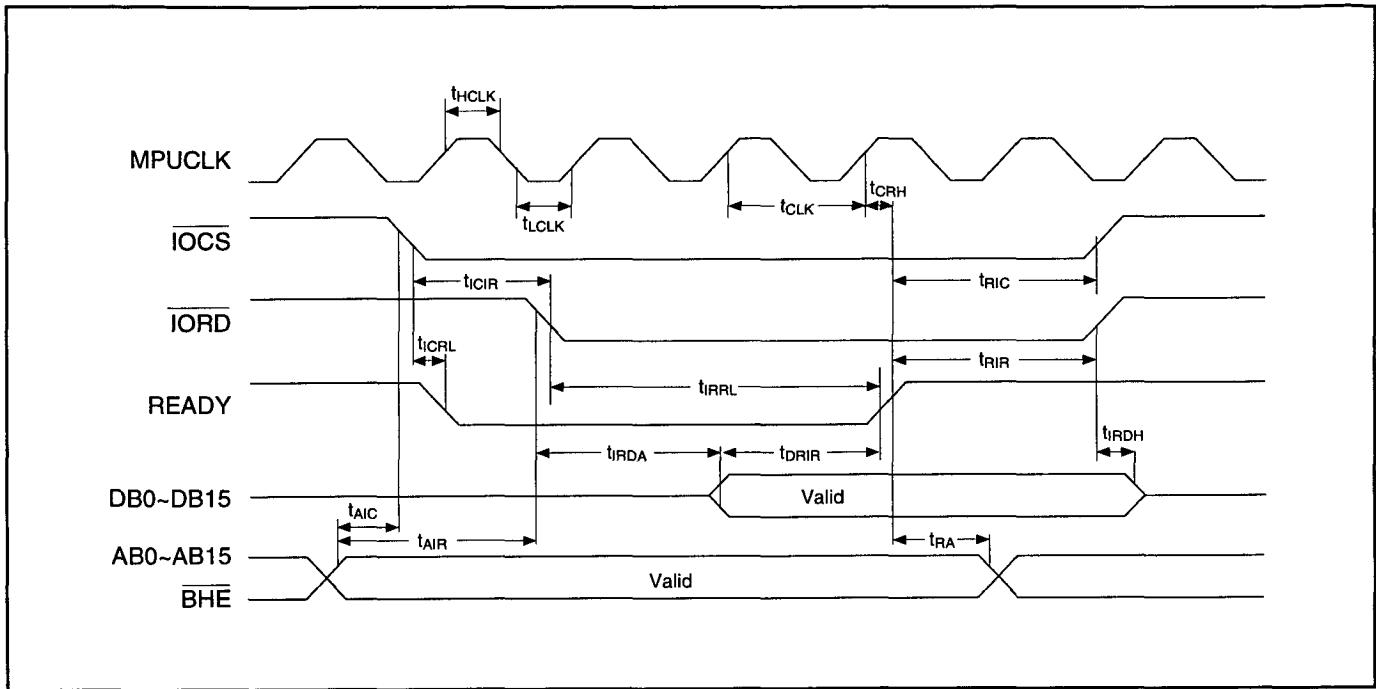 tHCLK
MPUCLK
tLCLK
tCLK
tCRH
IOCS
tICIR
tRIC
IORD
tICRL
tRIR
READY
tIRRL
tIRDH
tIRDA
tDRIR
DB0~DB15
Valid
tAIC
tAIR
tRA
AB0~AB15
Valid
BHE